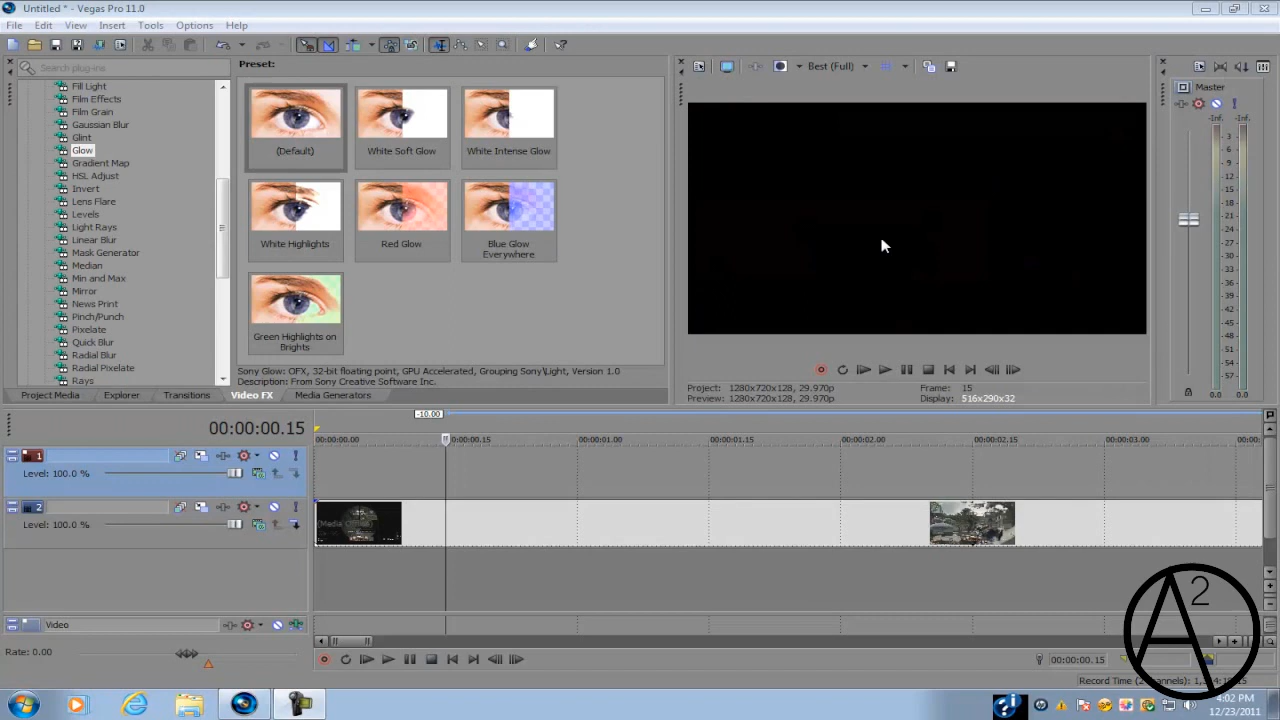 Untitled * - Vegas Pro 11.0
File Edit View Insert Tools Options Help
Search plug-ins
Fill Light
Film Effects
Film Grain
Gaussian Blur
Glint
Glow
Gradient Map
HSL Adjust
Invert
Lens Flare
Levels
Light Rays
Linear Blur
Mask Generator
Median
Min and Max
Mirror
News Print
Pinch/Punch
Pixelate
Quick Blur
Radial Blur
Radial Pixelate
Rays
Preset:
(Default)
White Soft Glow
White Intense Glow
White Highlights
Red Glow
Blue Glow
Everywhere
Green Highlights on
Brights
Sony Glow: OFX, 32-bit floating point, GPU Accelerated, Grouping Sony\Light, Version 1.0
Description: From Sony Creative Software Inc.
Project Media Explorer Transitions Video FX Media Generators
Best (Full)
Project: 1280x720x128, 29.970p
Preview: 1280x720x128, 29.970p
Frame: 15
Display: 516x290x32
Master
-Inf. -Inf.
3
6
9
12
15
18
21
24
27
30
33
36
39
42
45
48
51
54
57
0.0 0.0
00:00:00.15
-10.00
00:00:00.00 00:00:00.15 00:00:01.00 00:00:01.15 00:00:02.00 00:00:02.15 00:00:03.00 00:00:
1
Level: 100.0 %
2
Level: 100.0 %
Video
Rate: 0.00
00:00:00.15
A2
4:02 PM
12/23/2011